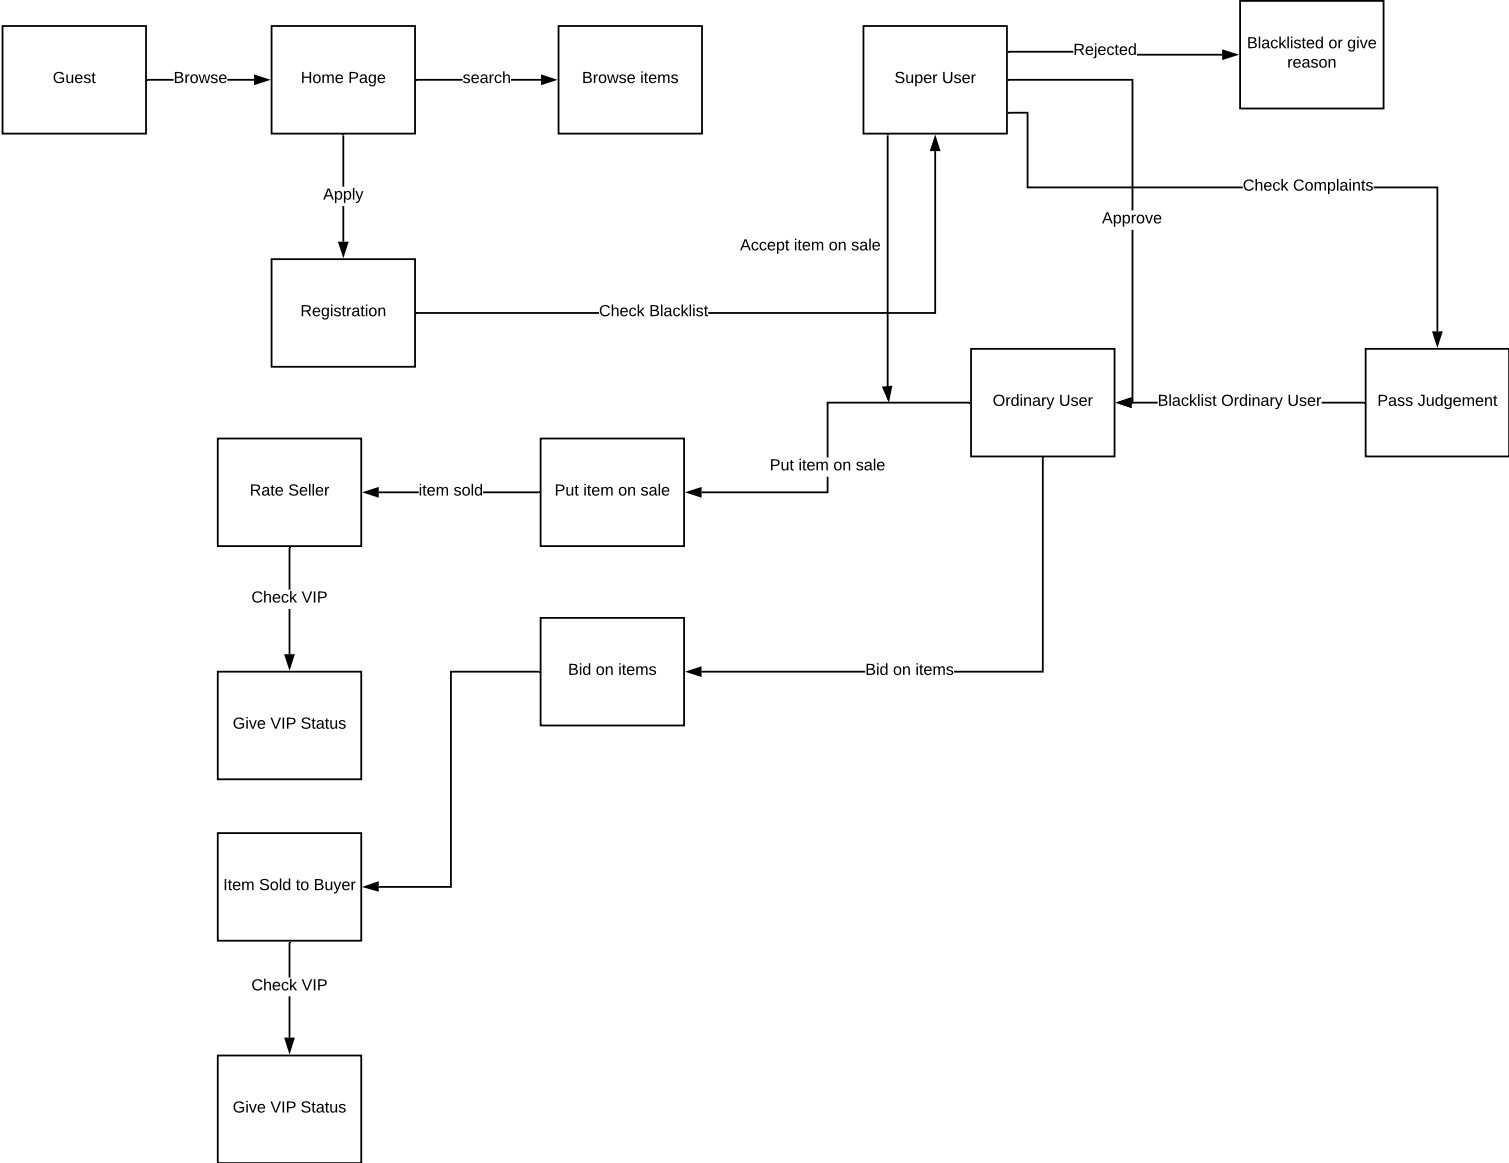 Guest
Browse
Home Page
search
Browse items
Super User
Rejected
Blacklisted or give
reason
Apply
Check Complaints
Approve
Accept item on sale
Registration
Check Blacklist
Ordinary User
Blacklist Ordinary User
Pass Judgement
Put item on sale
Rate Seller
item sold
Put item on sale
Check VIP
Bid on items
Bid on items
Give VIP Status
Item Sold to Buyer
Check VIP
Give VIP Status